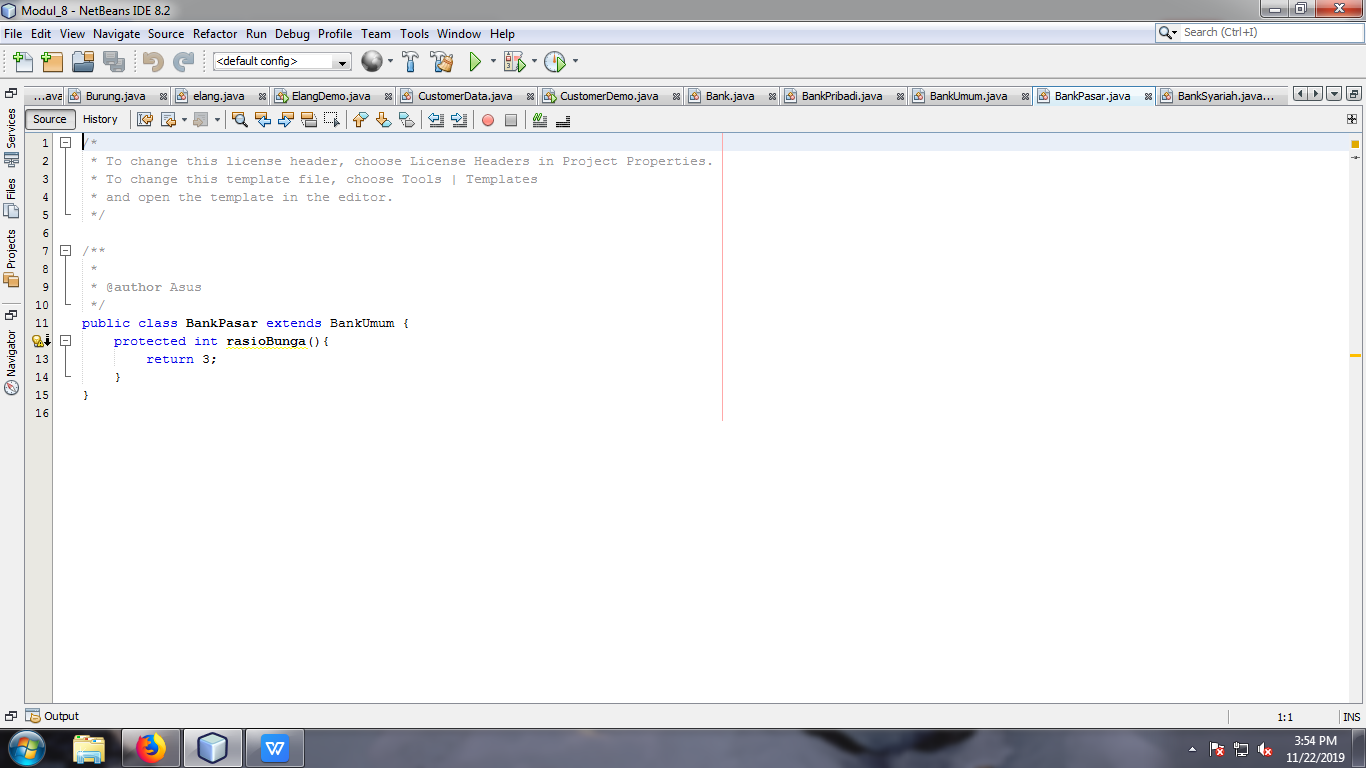 Modul_8 - NetBeans IDE 8.2
File Edit View Navigate Source Refactor Run Debug Profile Team Tools Window Help
Search (Ctrl+I)
<default config>
...ava Burung.java elang.java ElangDemo.java CustomerData.java CustomerDemo.java Bank.java BankPribadi.java BankUmum.java BankPasar.java BankSyariah.java...
Source History
Services
Files
Projects
Navigator
1 /*
2 * To change this license header, choose License Headers in Project Properties.
3 * To change this template file, choose Tools | Templates
4 * and open the template in the editor.
5 */
6
7 /**
8 *
9 * @author Asus
10 */
11 public class BankPasar extends BankUmum {
protected int rasioBunga(){
13 return 3;
14 }
15 }
16
Output
1:1 INS
W
3:54 PM
11/22/2019